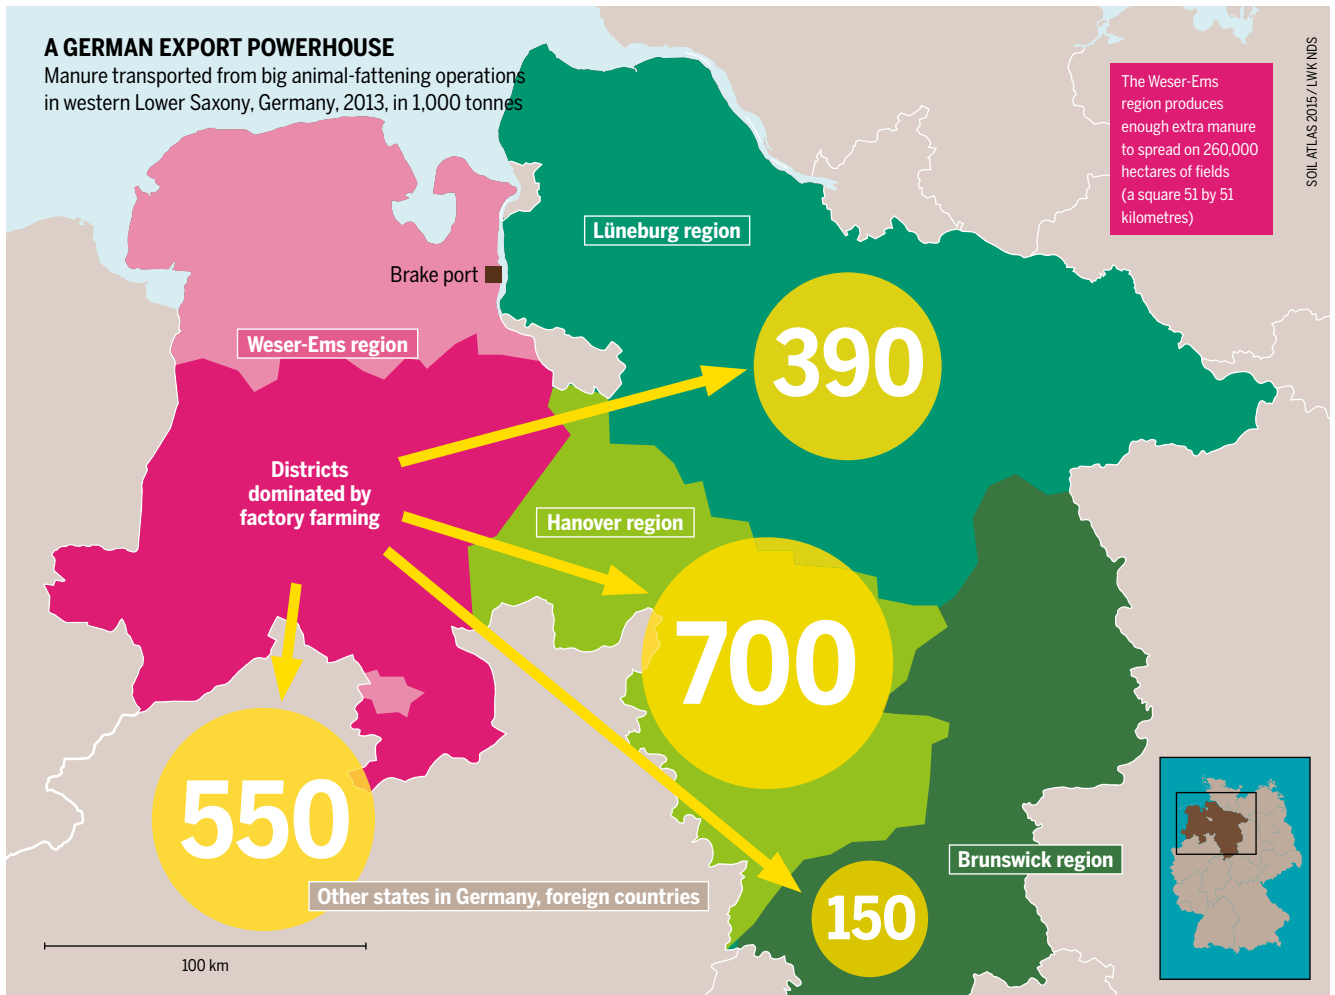 A GERMAN EXPORT POWERHOUSE
Manure transported from big animal-fattening operations
in western Lower Saxony, Germany, 2013, in 1,000 tonnes
The Weser-Ems
region produces
enough extra manure
to spread on 260,000
hectares of fields
(a square 51 by 51
kilometres)
SOIL ATLAS 2015 / LWK NDS
Lüneburg region
Brake port
Weser-Ems region
390
Districts
dominated by
factory farming
Hanover region
700
550
Brunswick region
Other states in Germany, foreign countries
150
100 km